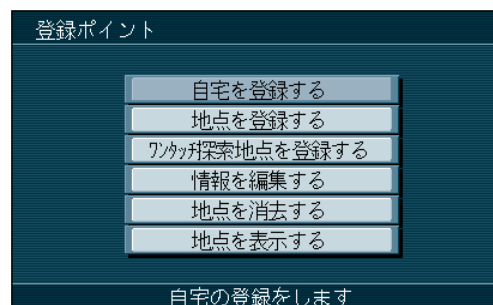 登録ポイント
自宅を登録する
地点を登録する
ﾜﾝﾀｯﾁ探索地点を登録する
情報を編集する
地点を消去する
地点を表示する
自宅の登録をします